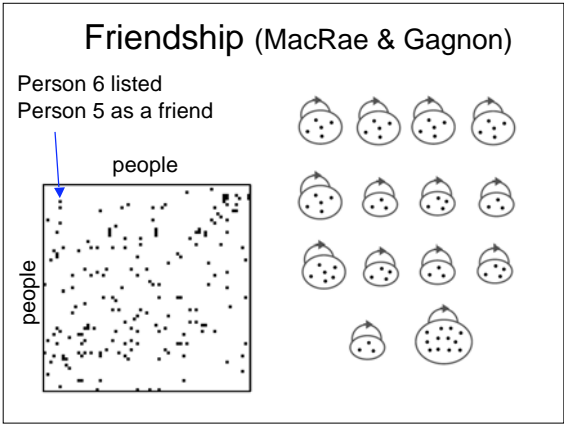 Friendship (MacRae & Gagnon)
Person 6 listed
Person 5 as a friend
people
people